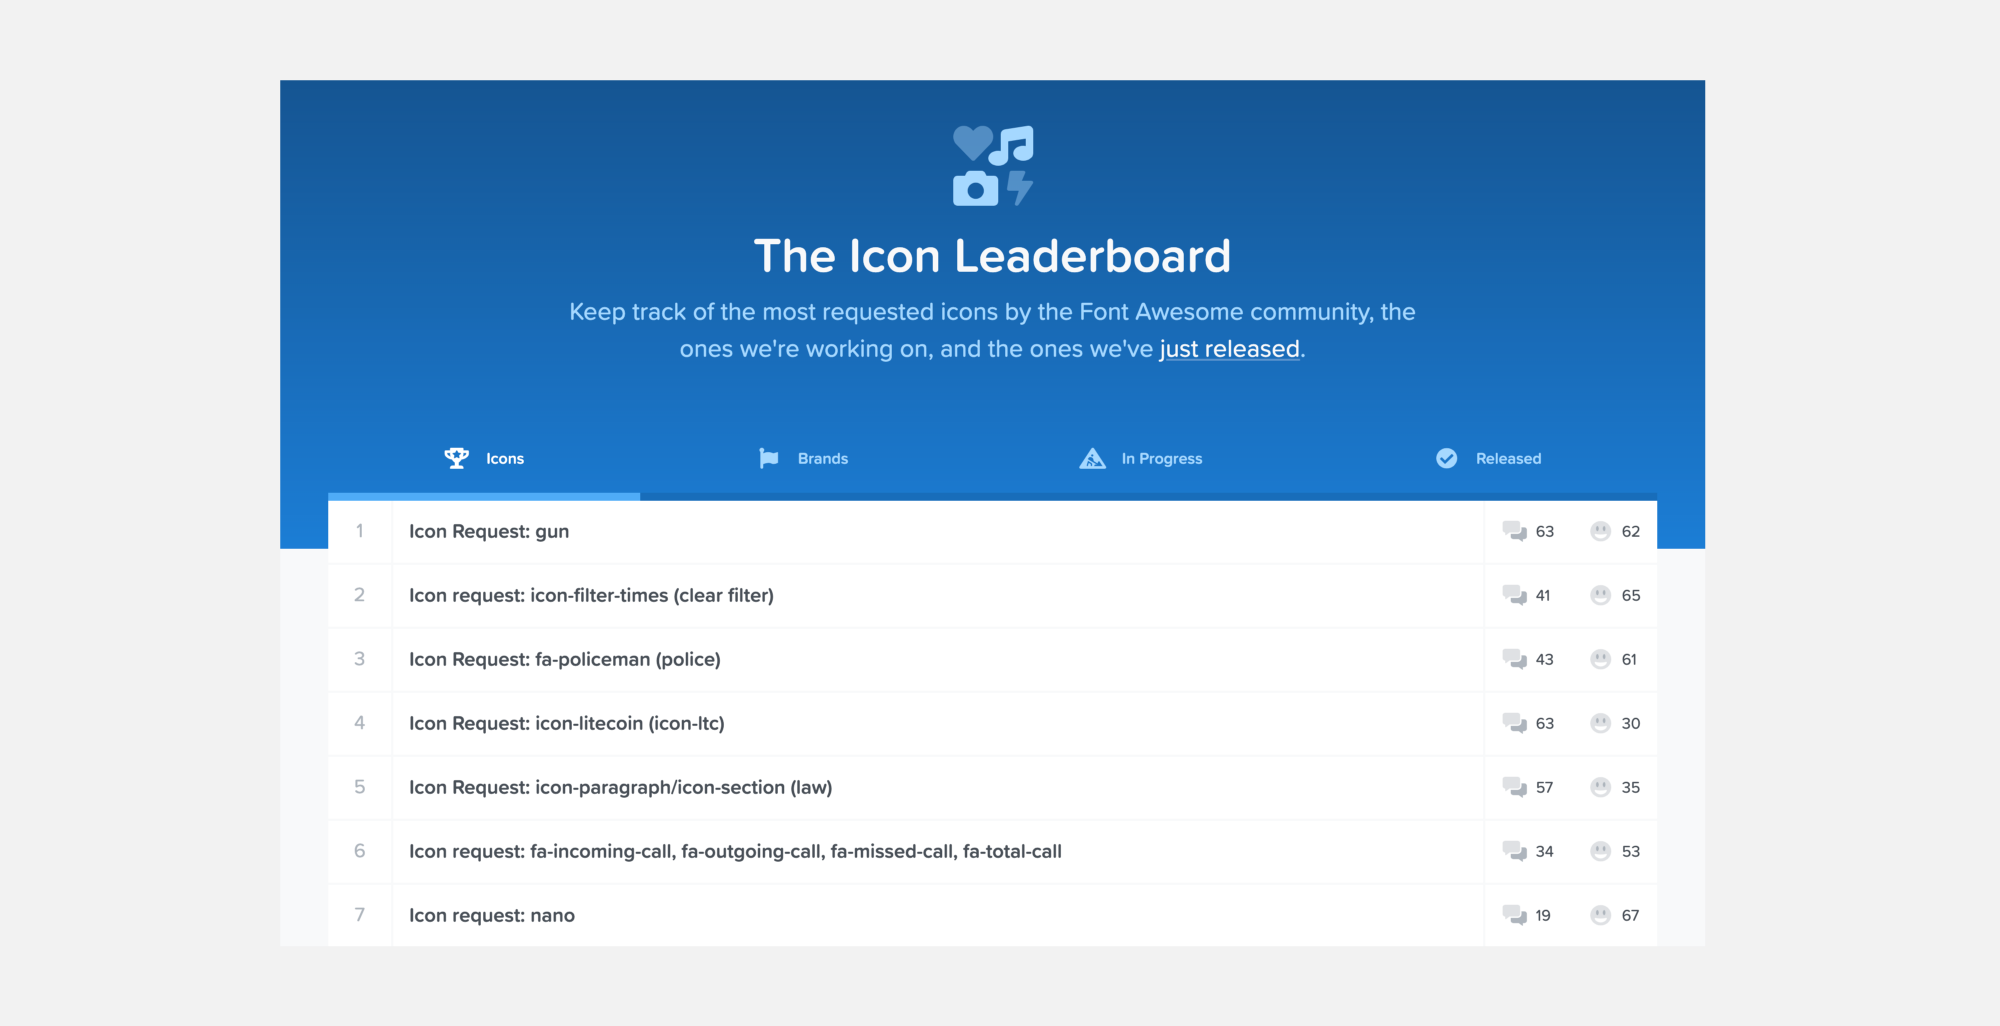 The Icon Leaderboard
Keep track of the most requested icons by the Font Awesome community, the
ones we're working on, and the ones we've just released.
Icons Brands In Progress Released
1 Icon Request: gun 63 62
2 Icon request: icon-filter-times (clear filter) 41 65
3 Icon Request: fa-policeman (police) 43 61
4 Icon Request: icon-litecoin (icon-ltc) 63 30
5 Icon Request: icon-paragraph/icon-section (law) 57 35
6 Icon request: fa-incoming-call, fa-outgoing-call, fa-missed-call, fa-total-call 34 53
7 Icon request: nano 19 67